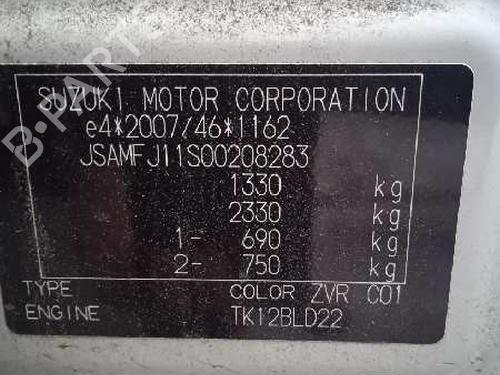 SUZUKI MOTOR CORPORATION
e4*2007/46*1162
JSAMFJ11S00208283
1330 kg
2330 kg
1- 690 kg
2- 750 kg
TYPE COLOR ZVR C01
ENGINE TK12BLD22
B-PARTS